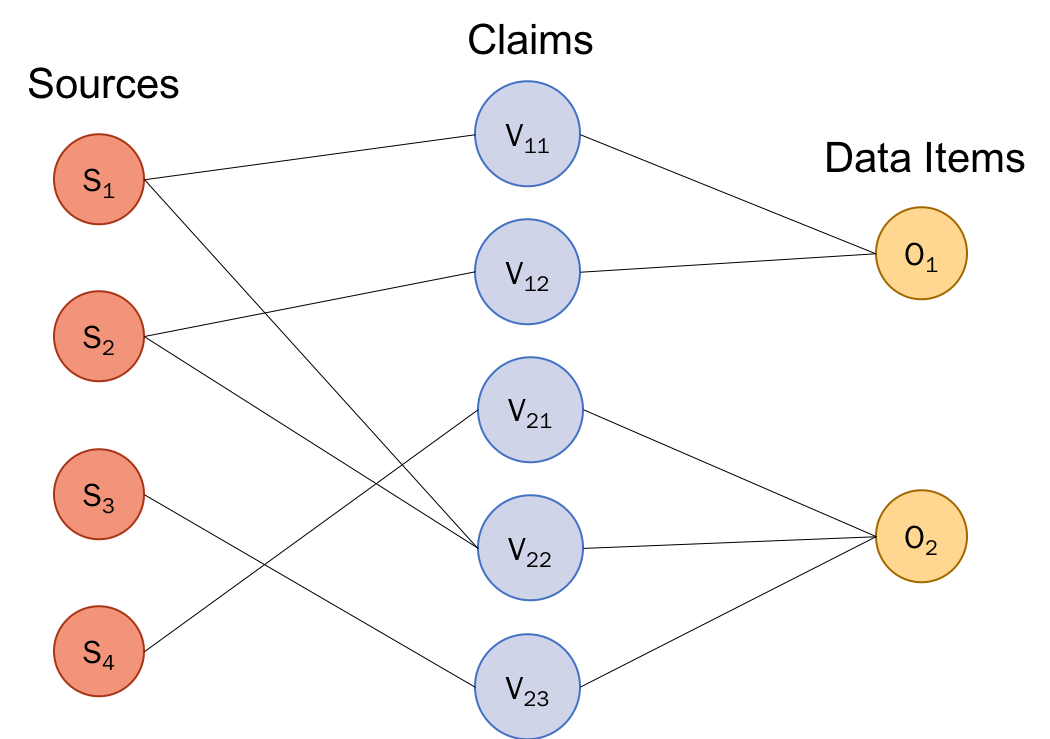 Claims
Sources
Data Items
S1
S2
S3
S4
V11
V12
V21
V22
V23
O1
O2